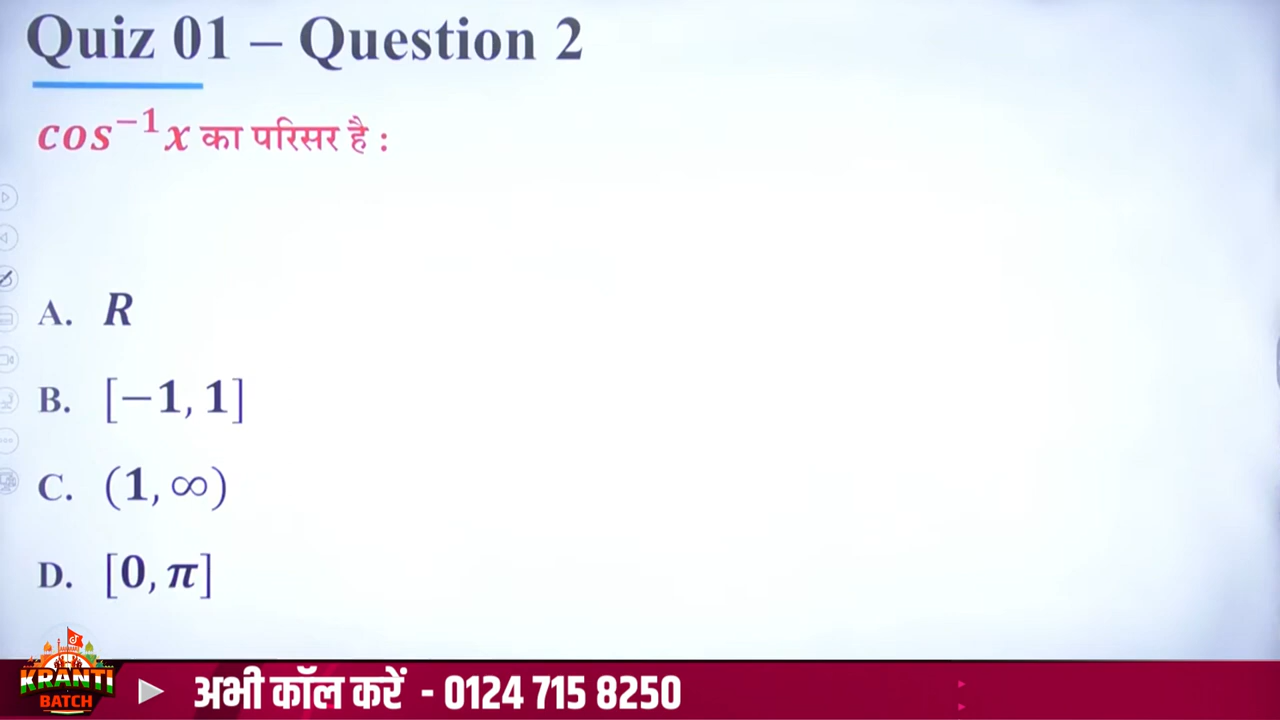 Quiz 01 – Question 2
cos⁻¹x का परिसर है :
A. R
B. [−1, 1]
C. (1, ∞)
D. [0, π]
KRANTI
BATCH
अभी कॉल करें - 0124 715 8250